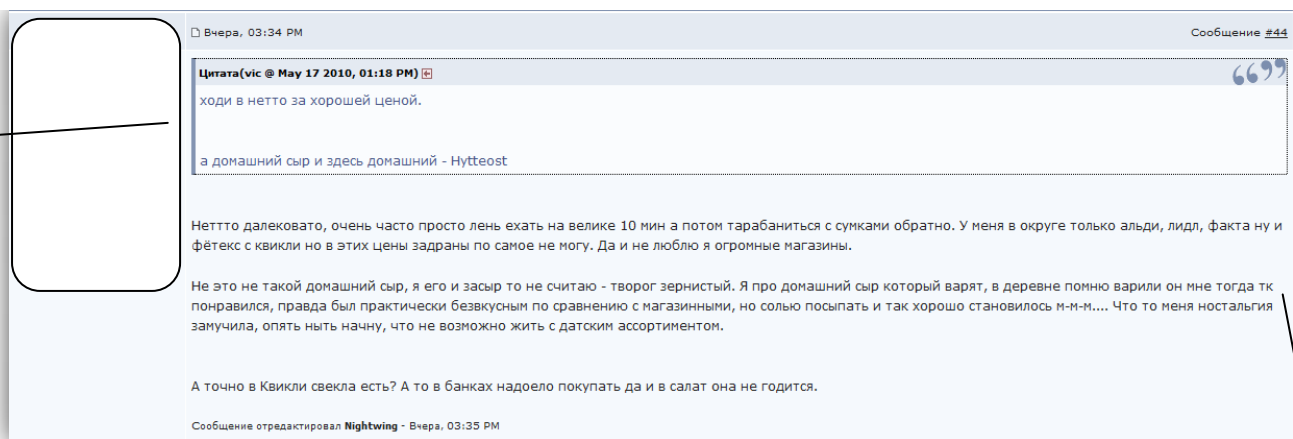 Вчера, 03:34 PM
Сообщение #44
Цитата(vic @ May 17 2010, 01:18 PM)
ходи в нетто за хорошей ценой.
а домашний сыр и здесь домашний - Hytteost
Неттто далековато, очень часто просто лень ехать на велике 10 мин а потом тарабаниться с сумками обратно. У меня в округе только альди, лидл, факта ну и
фётекс с квикли но в этих цены задраны по самое не могу. Да и не люблю я огромные магазины.
Не это не такой домашний сыр, я его и засыр то не считаю - творог зернистый. Я про домашний сыр который варят, в деревне помню варили он мне тогда тк
понравился, правда был практически безвкусным по сравнению с магазинными, но солью посыпать и так хорошо становилось м-м-м.... Что то меня ностальгия
замучила, опять ныть начну, что не возможно жить с датским ассортиментом.
А точно в Квикли свекла есть? А то в банках надоело покупать да и в салат она не годится.
Сообщение отредактировал Nightwing - Вчера, 03:35 PM